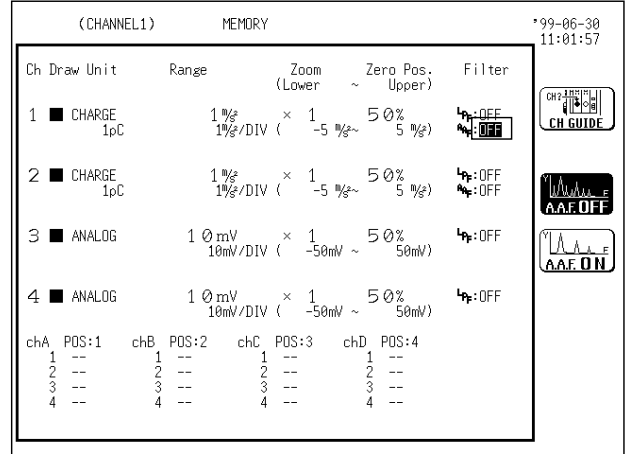 (CHANNEL1) MEMORY '99-06-30
11:01:57
Ch Draw Unit Range Zoom Zero Pos. Filter
(Lower ~ Upper)
1 ■ CHARGE 1 m/s² × 1 50% LPF:OFF
1pC 1m/s²/DIV ( -5 m/s²~ 5 m/s²) AAF:OFF
2 ■ CHARGE 1 m/s² × 1 50% LPF:OFF
1pC 1m/s²/DIV ( -5 m/s²~ 5 m/s²) AAF:OFF
3 ■ ANALOG 10mV × 1 50% LPF:OFF
10mV/DIV ( -50mV ~ 50mV)
4 ■ ANALOG 10mV × 1 50% LPF:OFF
10mV/DIV ( -50mV ~ 50mV)
chA POS:1 chB POS:2 chC POS:3 chD POS:4
1 -- 1 -- 1 -- 1 --
2 -- 2 -- 2 -- 2 --
3 -- 3 -- 3 -- 3 --
4 -- 4 -- 4 -- 4 --
CH?
CH GUIDE
Y F
A.A.F. OFF
Y F
A.A.F. ON